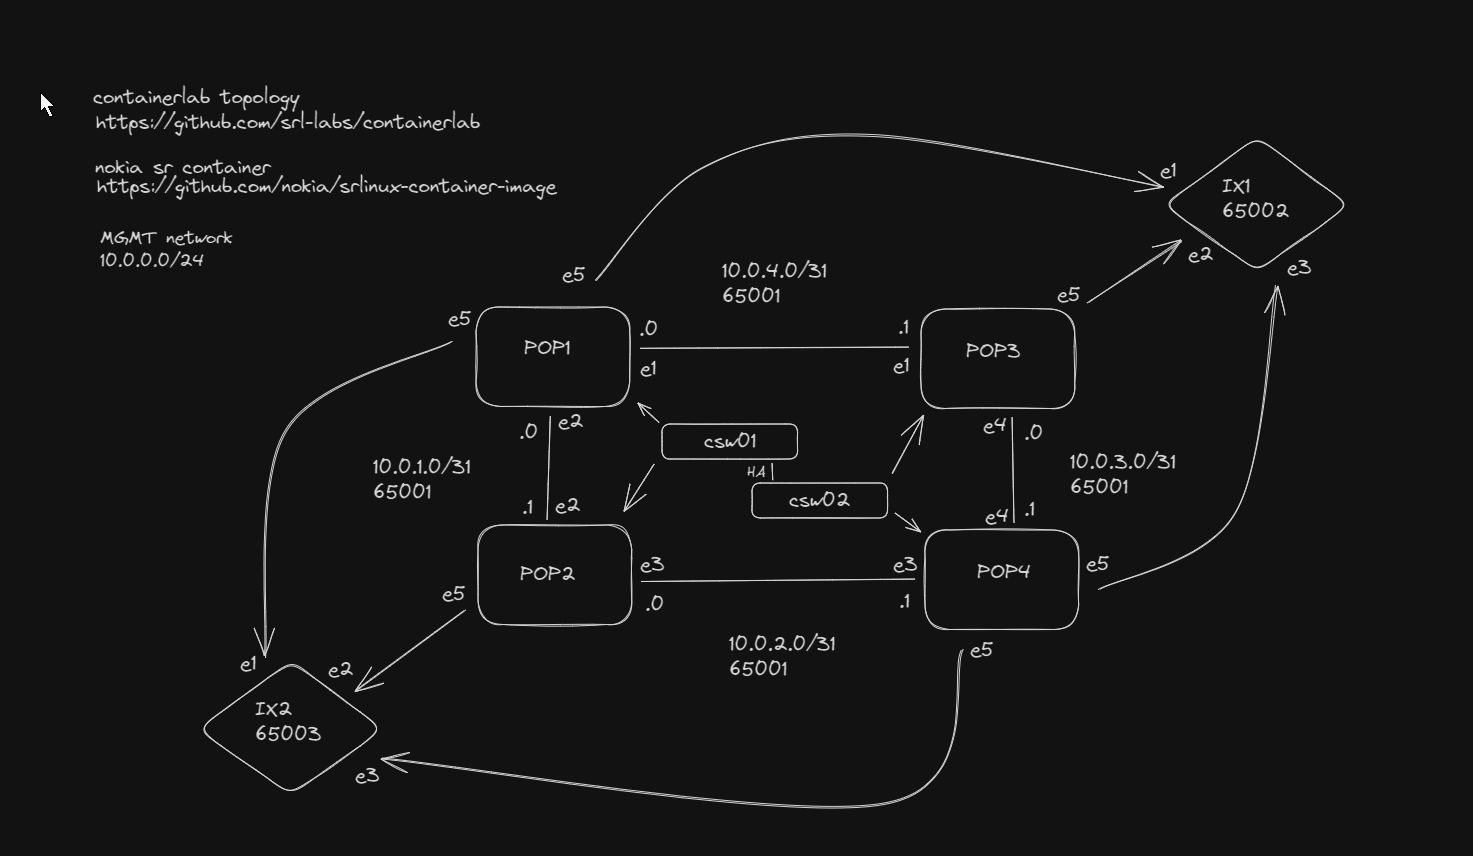 containerlab topology
https://github.com/srl-labs/containerlab
nokia sr container
https://github.com/nokia/srlinux-container-image
MGMT network
10.0.0.0/24
e1
IX1
65002
e2
e3
e5
10.0.4.0/31
65001
e5
e5
POP1
.0
e1
.1
e1
POP3
.0
e2
csw01
HA
csw02
e4
.0
10.0.1.0/31
65001
10.0.3.0/31
65001
.1
e2
e4
.1
POP2
e3
.0
e3
.1
POP4
e5
e5
10.0.2.0/31
65001
e5
e1
e2
IX2
65003
e3